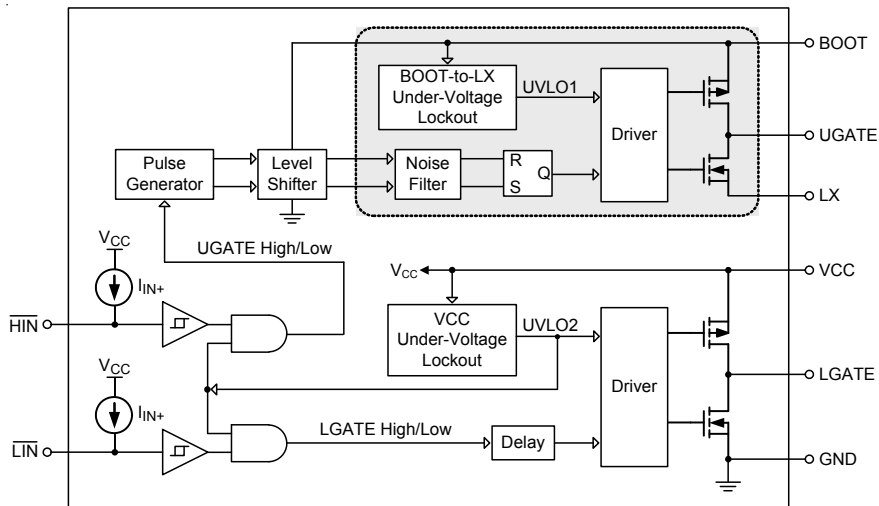 BOOT
BOOT-to-LX
Under-Voltage
Lockout
UVLO1
Driver
UGATE
Pulse
Generator
Level
Shifter
Noise
Filter
R
S
Q
LX
UGATE High/Low
VCC
IIN+
HIN
VCC
VCC
VCC
Under-Voltage
Lockout
UVLO2
Driver
LGATE
VCC
IIN+
LIN
LGATE High/Low
Delay
GND